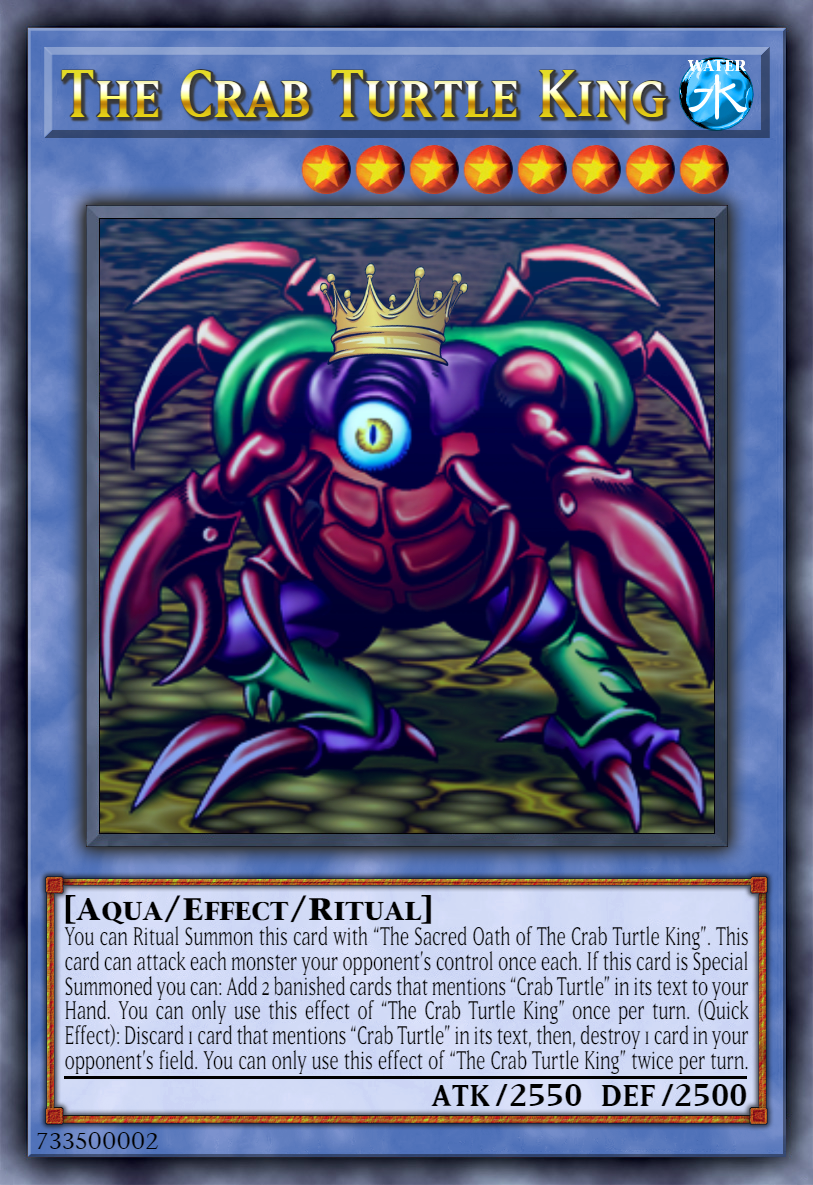 The Crab Turtle King
WATER
水
[Aqua/Effect/Ritual]
You can Ritual Summon this card with “The Sacred Oath of The Crab Turtle King”. This
card can attack each monster your opponent's control once each. If this card is Special
Summoned you can: Add 2 banished cards that mentions “Crab Turtle” in its text to your
Hand. You can only use this effect of “The Crab Turtle King” once per turn. (Quick
Effect): Discard 1 card that mentions “Crab Turtle” in its text, then, destroy 1 card in your
opponent's field. You can only use this effect of “The Crab Turtle King” twice per turn.
ATK/2550 DEF/2500
733500002